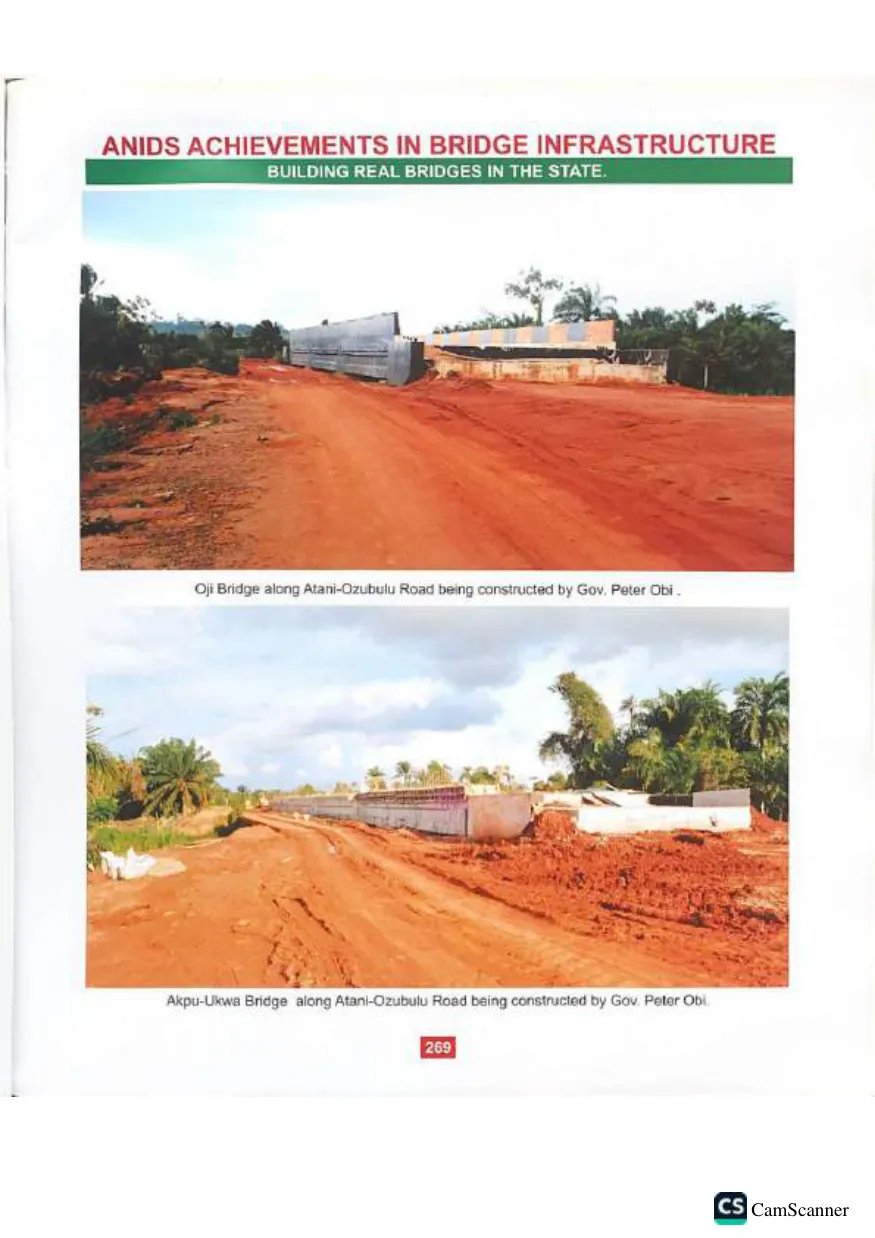 ANIDS ACHIEVEMENTS IN BRIDGE INFRASTRUCTURE
BUILDING REAL BRIDGES IN THE STATE.
Oji Bridge along Atani-Ozubulu Road being constructed by Gov. Peter Obi .
Akpu-Ukwa Bridge along Atani-Ozubulu Road being constructed by Gov. Peter Obi.
269
CS CamScanner